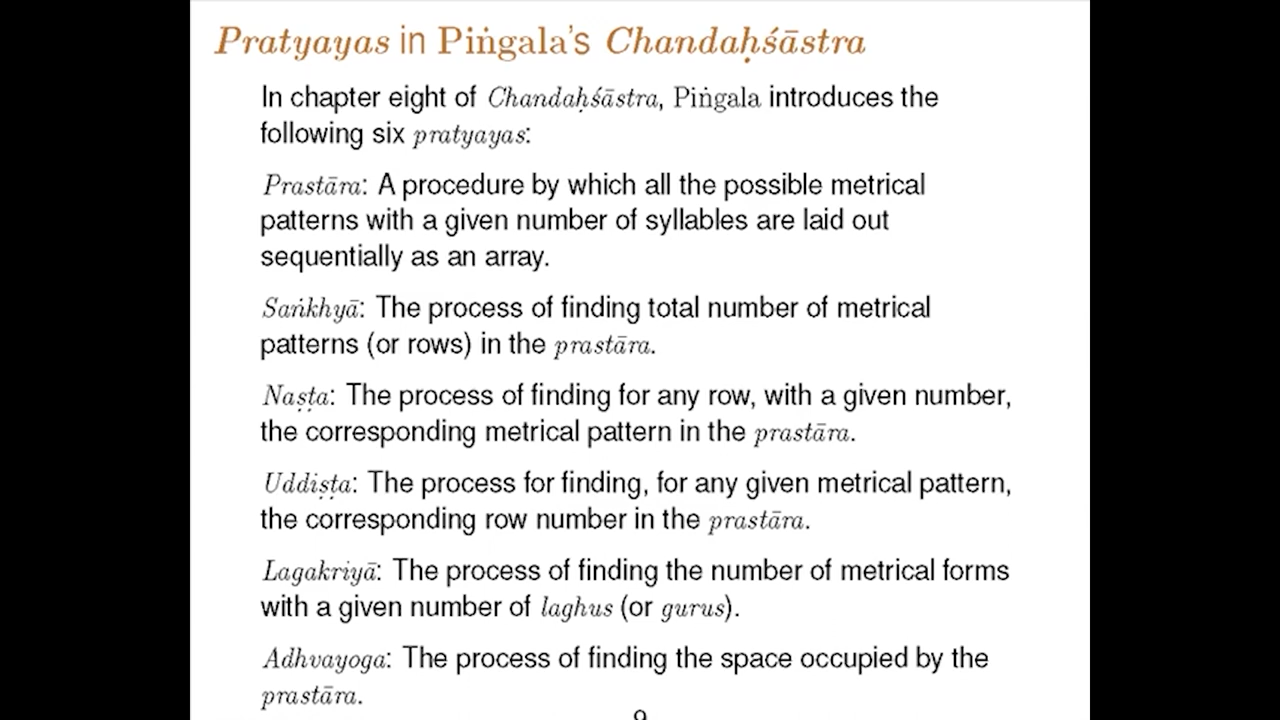 Pratyayas in Piṅgala's Chandaḥśāstra
In chapter eight of Chandaḥśāstra, Piṅgala introduces the
following six pratyayas:
Prastāra: A procedure by which all the possible metrical
patterns with a given number of syllables are laid out
sequentially as an array.
Saṅkhyā: The process of finding total number of metrical
patterns (or rows) in the prastāra.
Naṣṭa: The process of finding for any row, with a given number,
the corresponding metrical pattern in the prastāra.
Uddiṣṭa: The process for finding, for any given metrical pattern,
the corresponding row number in the prastāra.
Lagakriyā: The process of finding the number of metrical forms
with a given number of laghus (or gurus).
Adhvayoga: The process of finding the space occupied by the
prastāra.